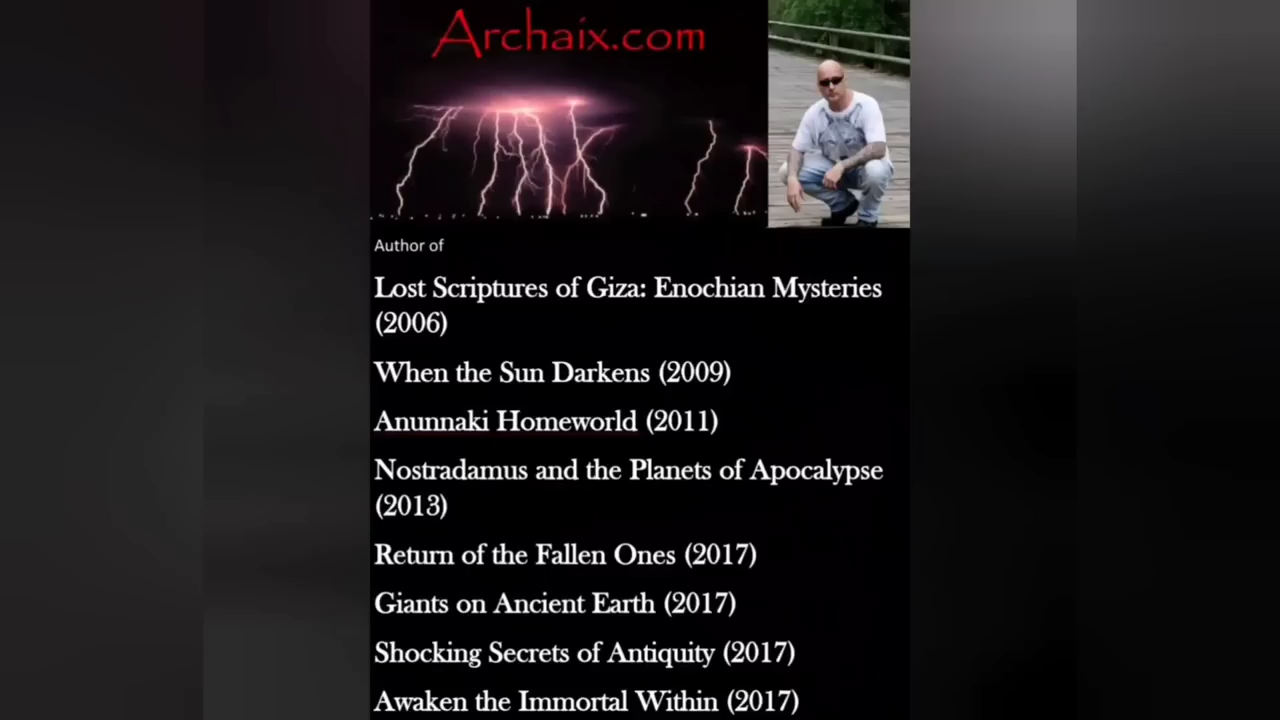 Archaix.com
Author of
Lost Scriptures of Giza: Enochian Mysteries
(2006)
When the Sun Darkens (2009)
Anunnaki Homeworld (2011)
Nostradamus and the Planets of Apocalypse
(2013)
Return of the Fallen Ones (2017)
Giants on Ancient Earth (2017)
Shocking Secrets of Antiquity (2017)
Awaken the Immortal Within (2017)